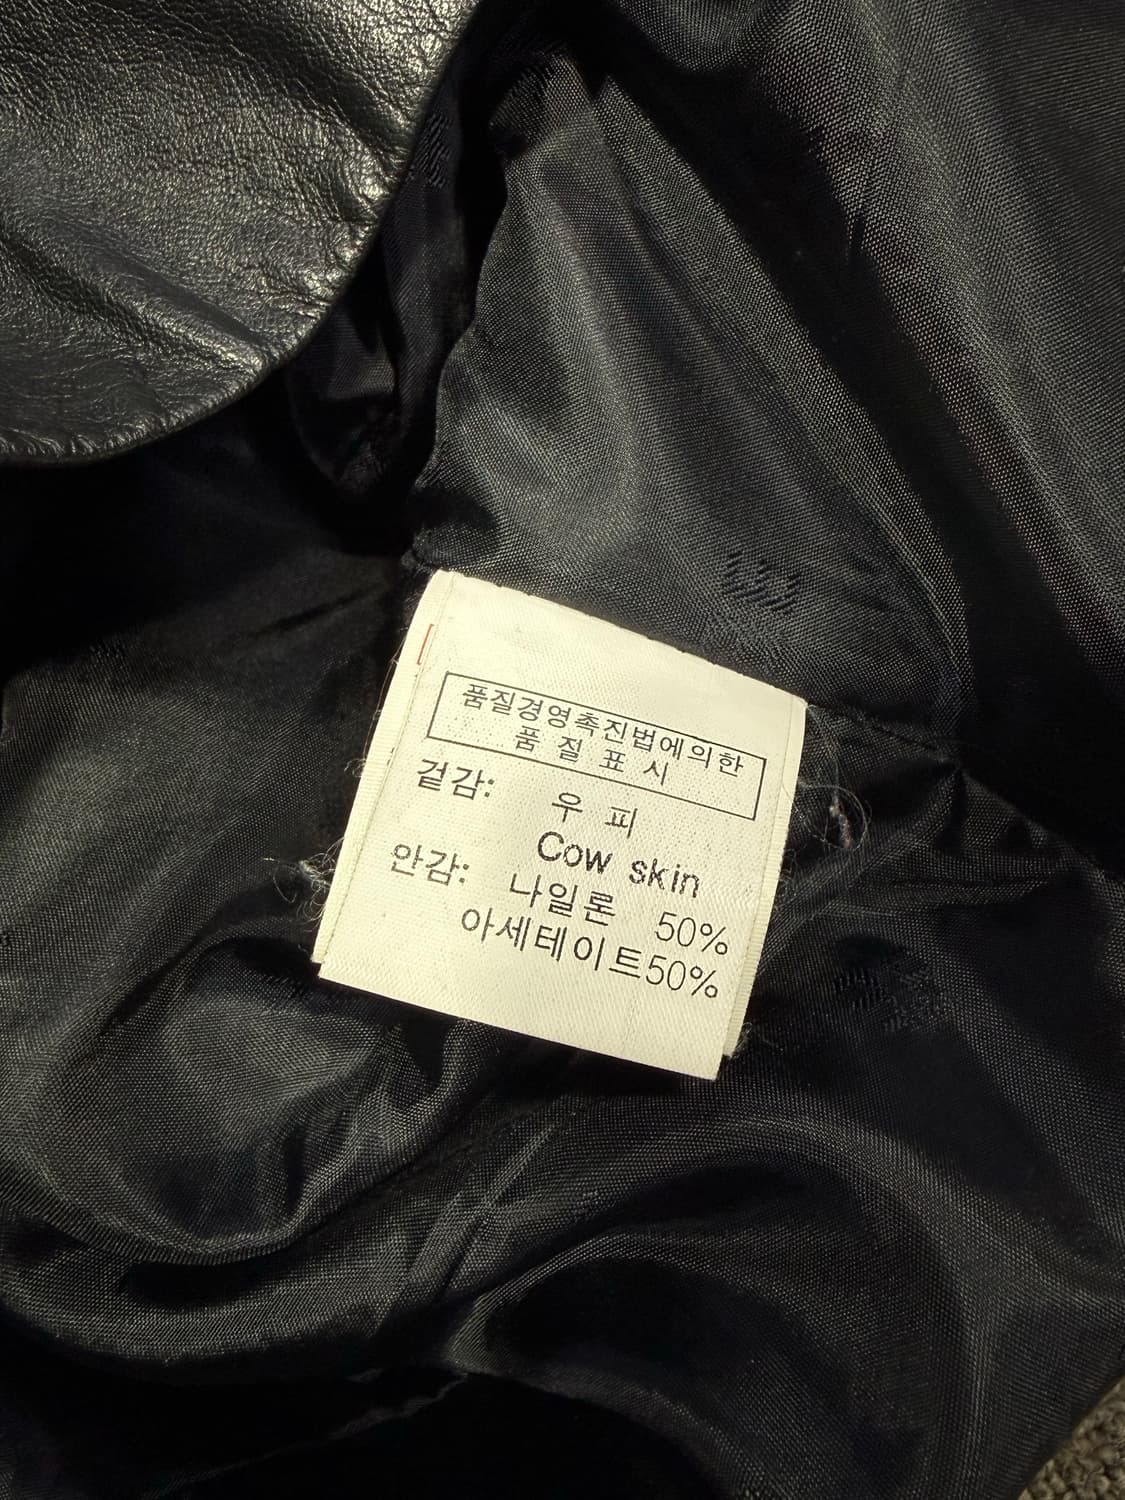 품질경영촉진법에의한
품 질 표 시
겉감: 우 피
Cow skin
안감: 나일론 50%
아세테이트50%